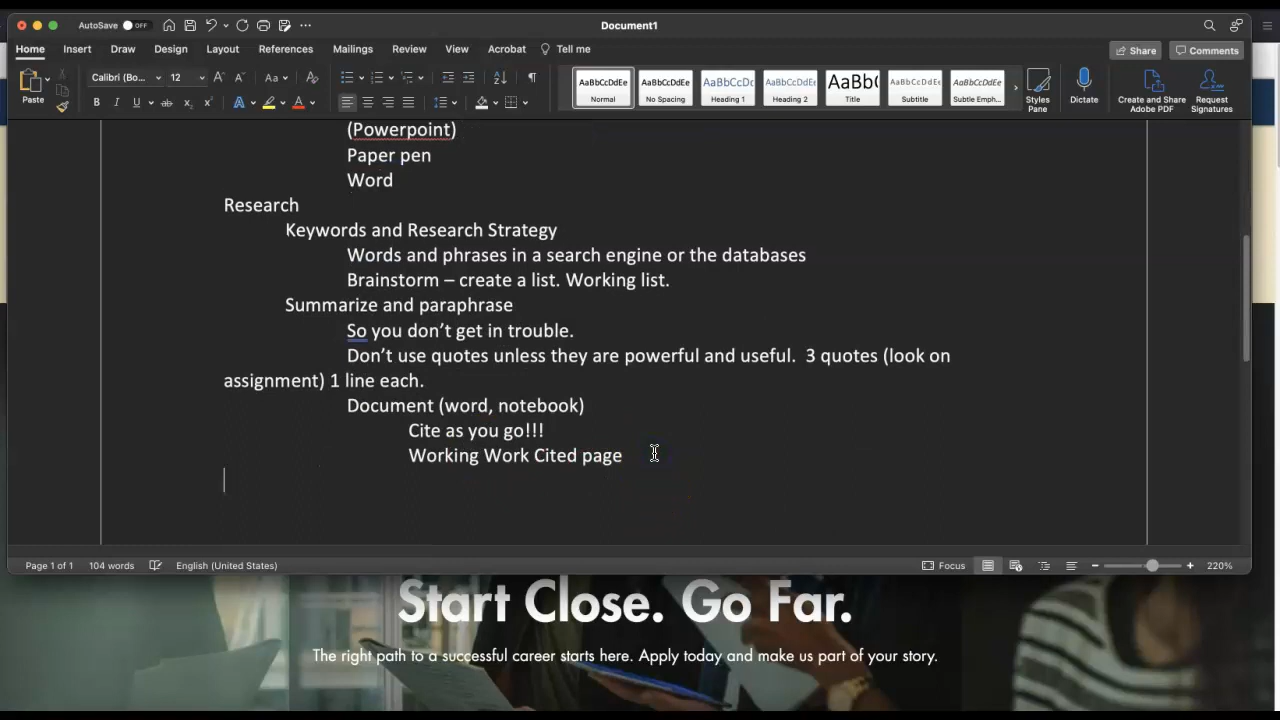 AutoSave OFF
Document1
Home Insert Draw Design Layout References Mailings Review View Acrobat Tell me
Share Comments
Paste
Calibri (Bo... 12
AaBbCcDdEe AaBbCcDdEe AaBbCcDc AaBbCcDdEe AaBb( AaBbCcDdEe AaBbCcDdEe
Normal No Spacing Heading 1 Heading 2 Title Subtitle Subtle Emph...
Styles Pane
Dictate
Create and Share Adobe PDF
Request Signatures
(Powerpoint)
Paper pen
Word
Research
Keywords and Research Strategy
Words and phrases in a search engine or the databases
Brainstorm – create a list. Working list.
Summarize and paraphrase
So you don’t get in trouble.
Don’t use quotes unless they are powerful and useful.  3 quotes (look on
assignment) 1 line each.
Document (word, notebook)
Cite as you go!!!
Working Work Cited page
Page 1 of 1 104 words English (United States) Focus 220%
Start Close. Go Far.
The right path to a successful career starts here. Apply today and make us part of your story.